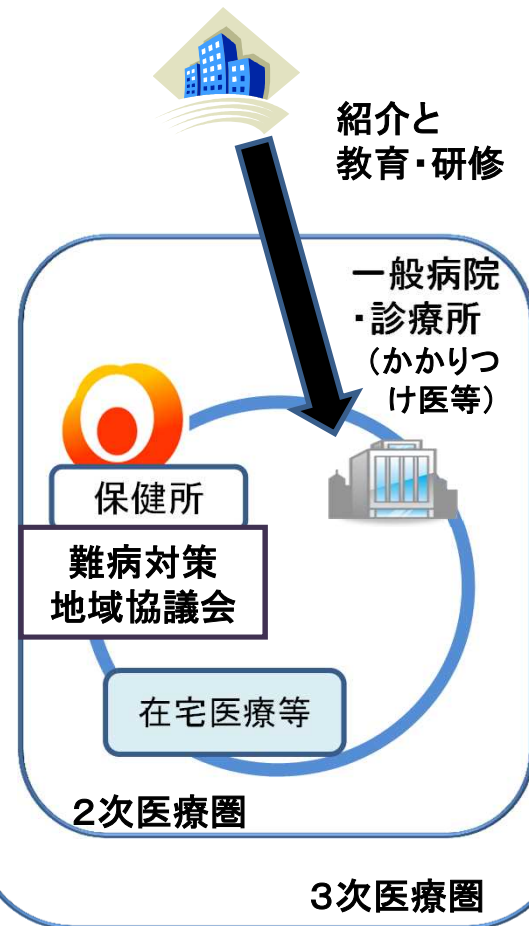 紹介と
教育・研修
一般病院
・診療所
（かかりつ
け医等）
保健所
難病対策
地域協議会
在宅医療等
２次医療圏
３次医療圏